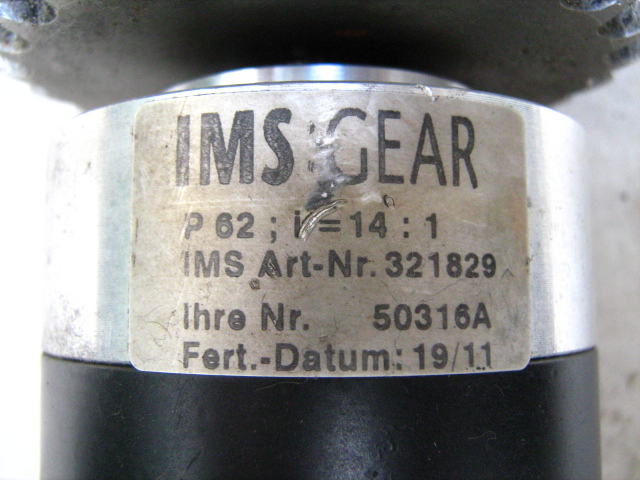 IMS:GEAR
P 62 ; i = 14 : 1
IMS Art-Nr. 321829
Ihre Nr. 50316A
Fert.-Datum: 19/11